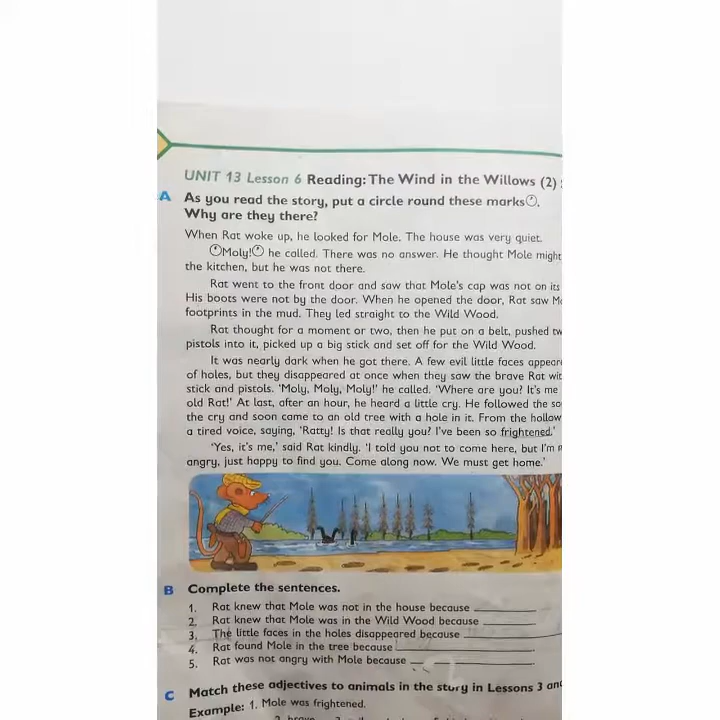 UNIT 13 Lesson 6 Reading: The Wind in the Willows (2)
A As you read the story, put a circle round these marks ʻ.
Why are they there?
When Rat woke up, he looked for Mole. The house was very quiet.
'Moly!' he called. There was no answer. He thought Mole might
the kitchen, but he was not there.
Rat went to the front door and saw that Mole's cap was not on its
His boots were not by the door. When he opened the door, Rat saw
footprints in the mud. They led straight to the Wild Wood.
Rat thought for a moment or two, then he put on a belt, pushed
pistols into it, picked up a big stick and set off for the Wild Wood.
It was nearly dark when he got there. A few evil little faces
of holes, but they disappeared at once when they saw the brave Rat
stick and pistols. 'Moly, Moly, Moly!' he called. 'Where are you? It's me
old Rat!' At last, after an hour, he heard a little cry. He followed the
the cry and soon came to an old tree with a hole in it. From the hollow
a tired voice, saying, 'Ratty! Is that really you? I've been so frightened.'
'Yes, it's me,' said Rat kindly. 'I told you not to come here, but I'm
angry, just happy to find you. Come along now. We must get home.'
B Complete the sentences.
1. Rat knew that Mole was not in the house because
2. Rat knew that Mole was in the Wild Wood because
3. The little faces in the holes disappeared because
4. Rat found Mole in the tree because
5. Rat was not angry with Mole because
C Match these adjectives to animals in the story in Lessons 3
Example: 1. Mole was frightened.